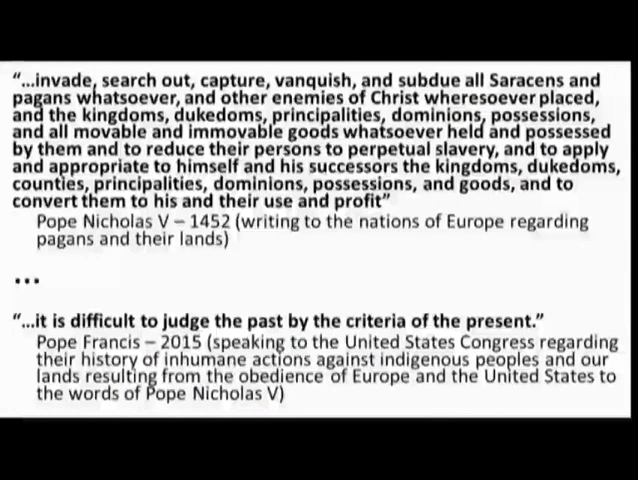 “...invade, search out, capture, vanquish, and subdue all Saracens and
pagans whatsoever, and other enemies of Christ wheresoever placed,
and the kingdoms, dukedoms, principalities, dominions, possessions,
and all movable and immovable goods whatsoever held and possessed
by them and to reduce their persons to perpetual slavery, and to apply
and appropriate to himself and his successors the kingdoms, dukedoms,
counties, principalities, dominions, possessions, and goods, and to
convert them to his and their use and profit”
Pope Nicholas V – 1452 (writing to the nations of Europe regarding
pagans and their lands)
...
“...it is difficult to judge the past by the criteria of the present.”
Pope Francis – 2015 (speaking to the United States Congress regarding
their history of inhumane actions against indigenous peoples and our
lands resulting from the obedience of Europe and the United States to
the words of Pope Nicholas V)